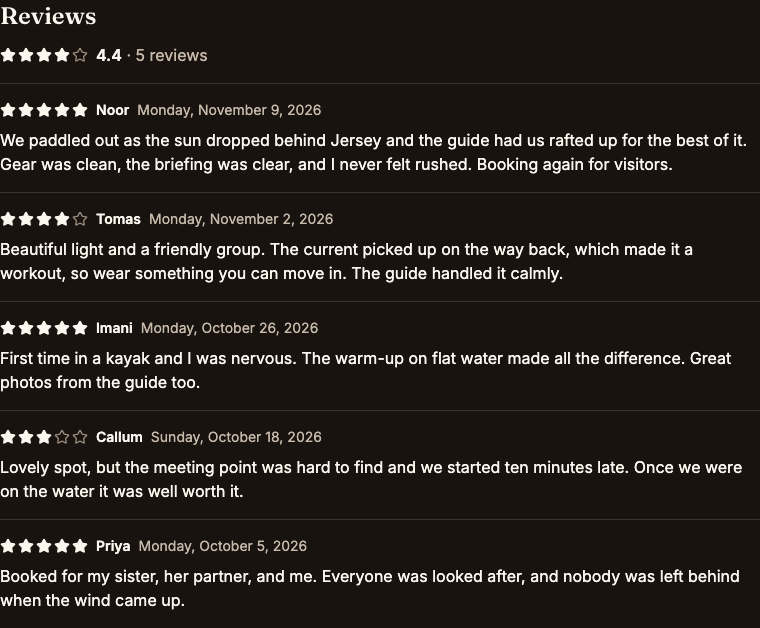 Reviews
4.4 · 5 reviews
Noor Monday, November 9, 2026
We paddled out as the sun dropped behind Jersey and the guide had us rafted up for the best of it.
Gear was clean, the briefing was clear, and I never felt rushed. Booking again for visitors.
Tomas Monday, November 2, 2026
Beautiful light and a friendly group. The current picked up on the way back, which made it a
workout, so wear something you can move in. The guide handled it calmly.
Imani Monday, October 26, 2026
First time in a kayak and I was nervous. The warm-up on flat water made all the difference. Great
photos from the guide too.
Callum Sunday, October 18, 2026
Lovely spot, but the meeting point was hard to find and we started ten minutes late. Once we were
on the water it was well worth it.
Priya Monday, October 5, 2026
Booked for my sister, her partner, and me. Everyone was looked after, and nobody was left behind
when the wind came up.